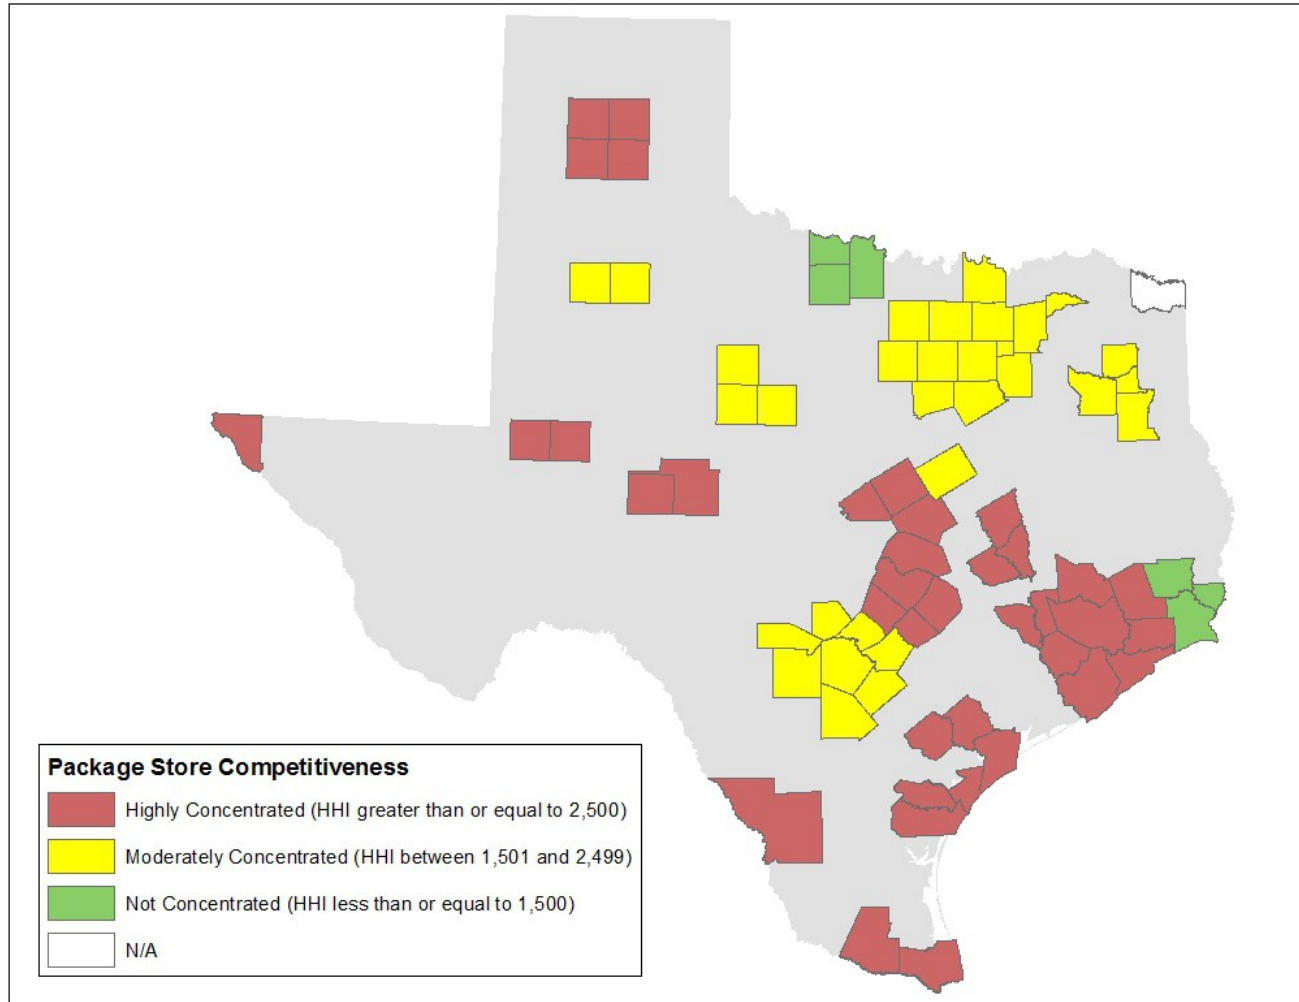 Package Store Competitiveness
Highly Concentrated (HHI greater than or equal to 2,500)
Moderately Concentrated (HHI between 1,501 and 2,499)
Not Concentrated (HHI less than or equal to 1,500)
N/A